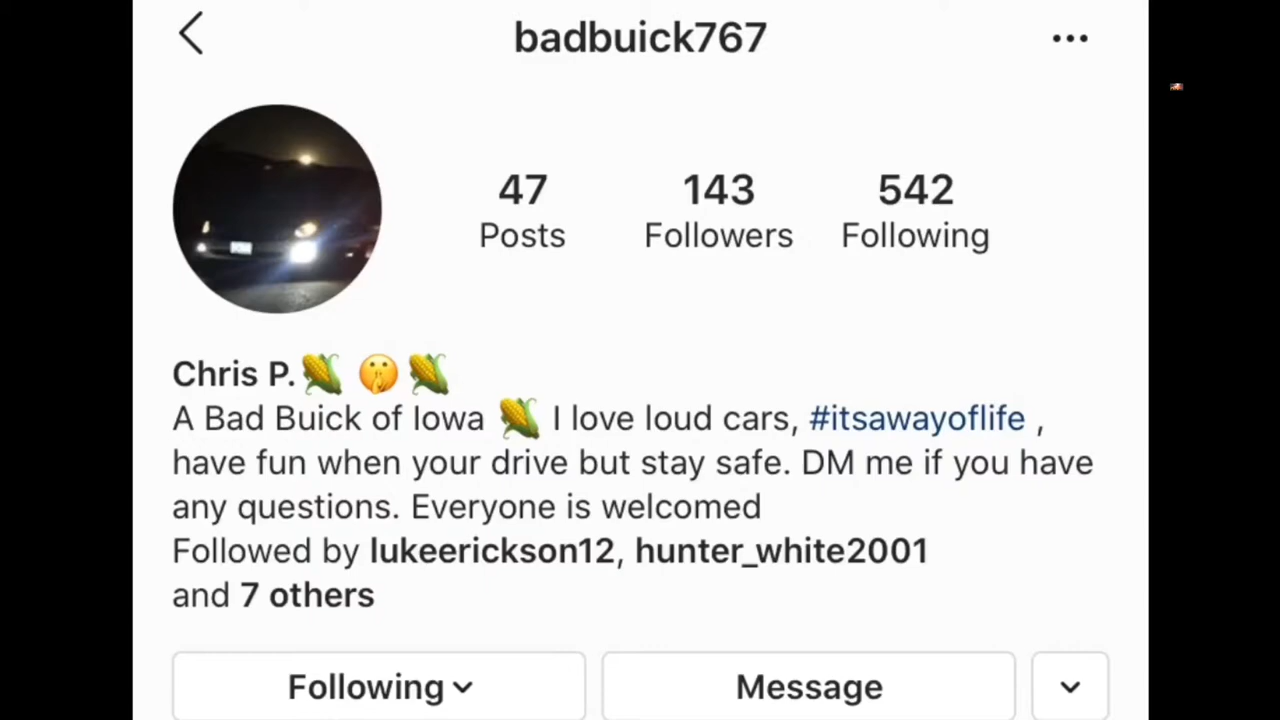 badbuick767
47 143 542
Posts Followers Following
Chris P.🌽 🤫 🌽
A Bad Buick of Iowa 🌽 I love loud cars, #itsawayoflife ,
have fun when your drive but stay safe. DM me if you have
any questions. Everyone is welcomed
Followed by lukeerickson12, hunter_white2001
and 7 others
Following Message